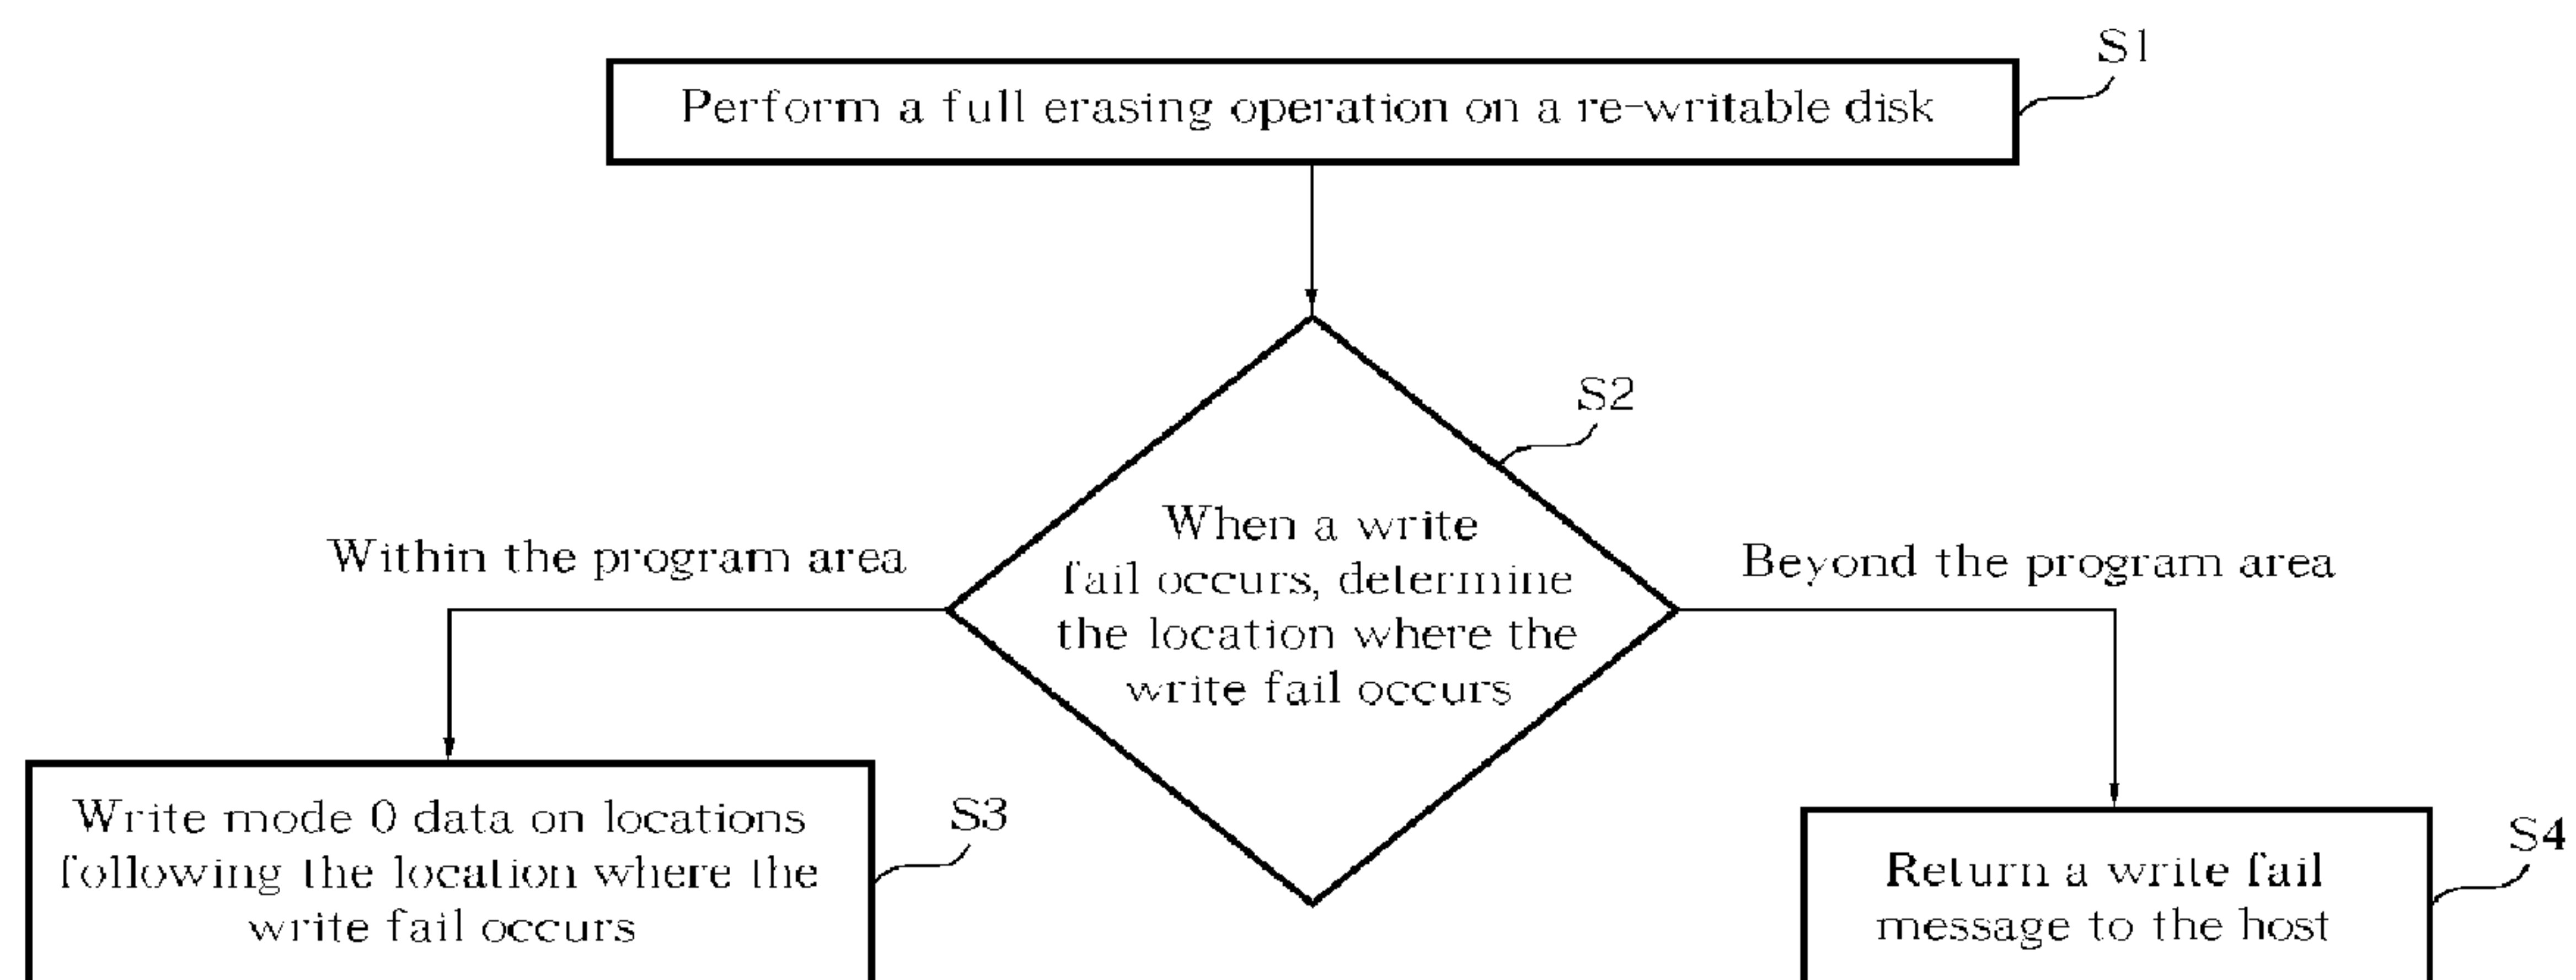 S1
Perform a full erasing operation on a re-writable disk
S2
When a write
fail occurs, determine
the location where the
write fail occurs
Within the program area
Beyond the program area
Write mode 0 data on locations
following the location where the
write fail occurs
S3
Return a write fail
message to the host
S4